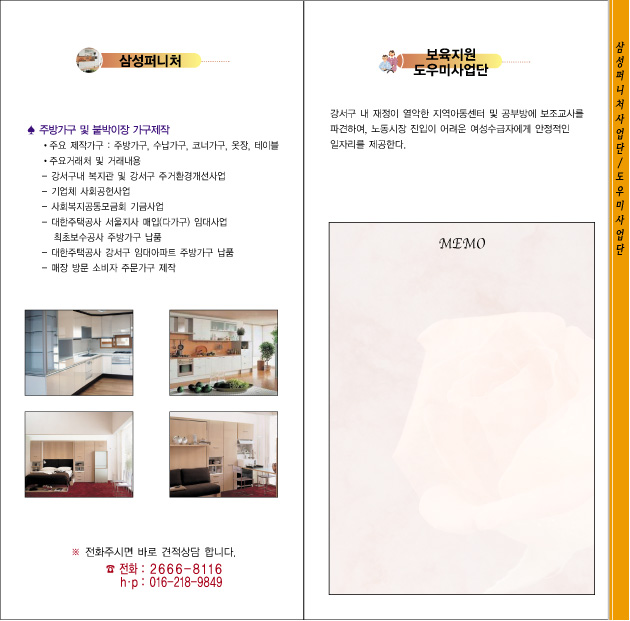 삼성퍼니처
♠ 주방가구 및 붙박이장 가구제작
• 주요 제작가구 : 주방가구, 수납가구, 코너가구, 옷장, 테이블
• 주요거래처 및 거래내용
- 강서구내 복지관 및 강서구 주거환경개선사업
- 기업체 사회공헌사업
- 사회복지공동모금회 기금사업
- 대한주택공사 서울지사 매입(다가구) 임대사업
최초보수공사 주방가구 납품
- 대한주택공사 강서구 임대아파트 주방가구 납품
- 매장 방문 소비자 주문가구 제작
※ 전화주시면 바로 견적상담 합니다.
☎ 전화 : 2666-8116
h·p : 016-218-9849
보육지원
도우미사업단
강서구 내 재정이 열악한 지역아동센터 및 공부방에 보조교사를
파견하여, 노동시장 진입이 어려운 여성수급자에게 안정적인
일자리를 제공한다.
MEMO
삼성퍼니처사업단/도우미사업단